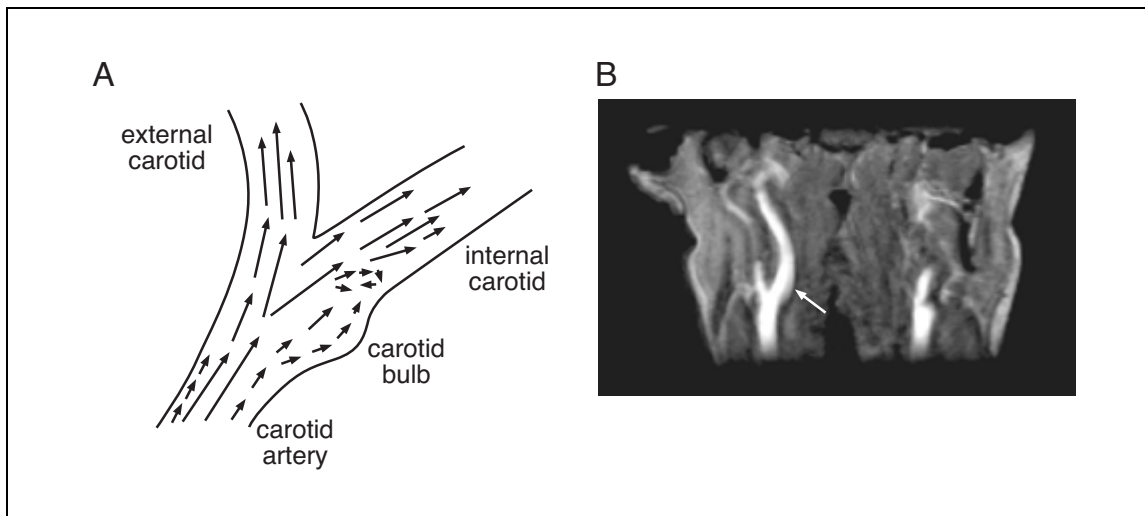 A
B
external
carotid
internal
carotid
carotid
bulb
carotid
artery